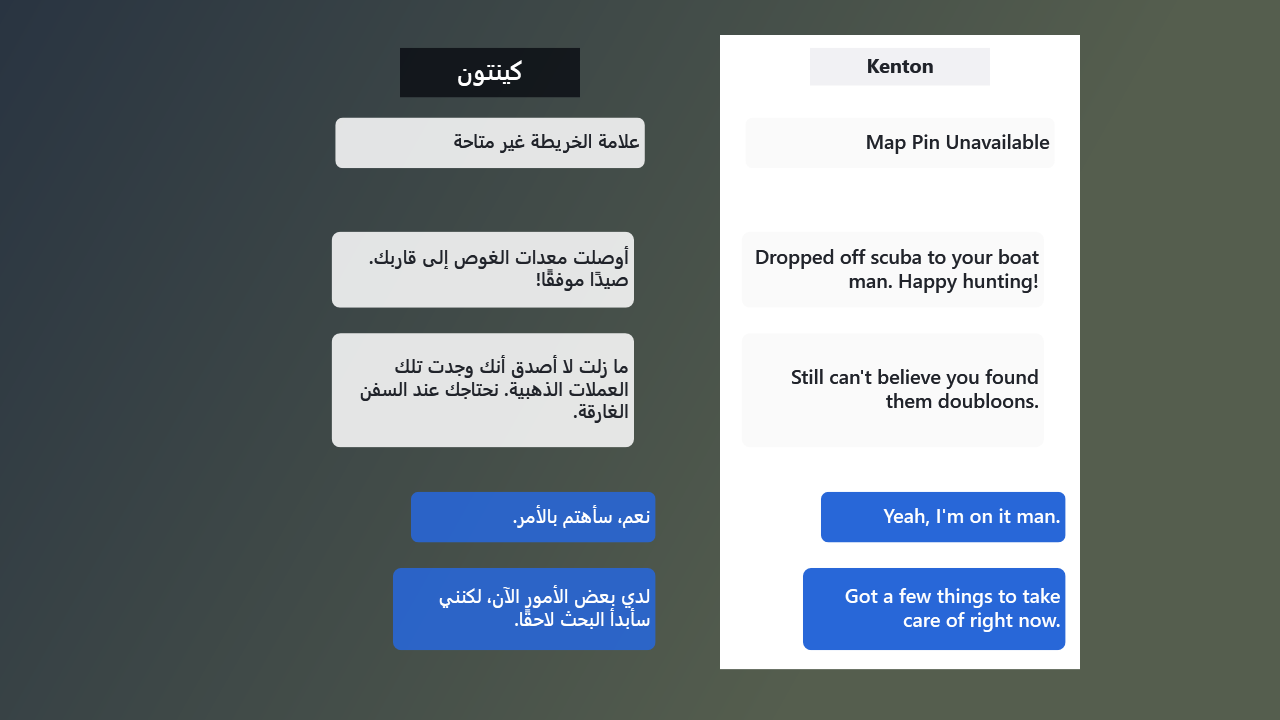 كينتون
علامة الخريطة غير متاحة
أوصلت معدات الغوص إلى قاربك.
صيدًا موفقًا!
ما زلت لا أصدق أنك وجدت تلك
العملات الذهبية. نحتاجك عند السفن
الغارقة.
نعم، سأهتم بالأمر.
لدي بعض الأمور الآن، لكنني
سأبدأ البحث لاحقًا.
Kenton
Map Pin Unavailable
Dropped off scuba to your boat
man. Happy hunting!
Still can't believe you found
them doubloons.
Yeah, I'm on it man.
Got a few things to take
care of right now.